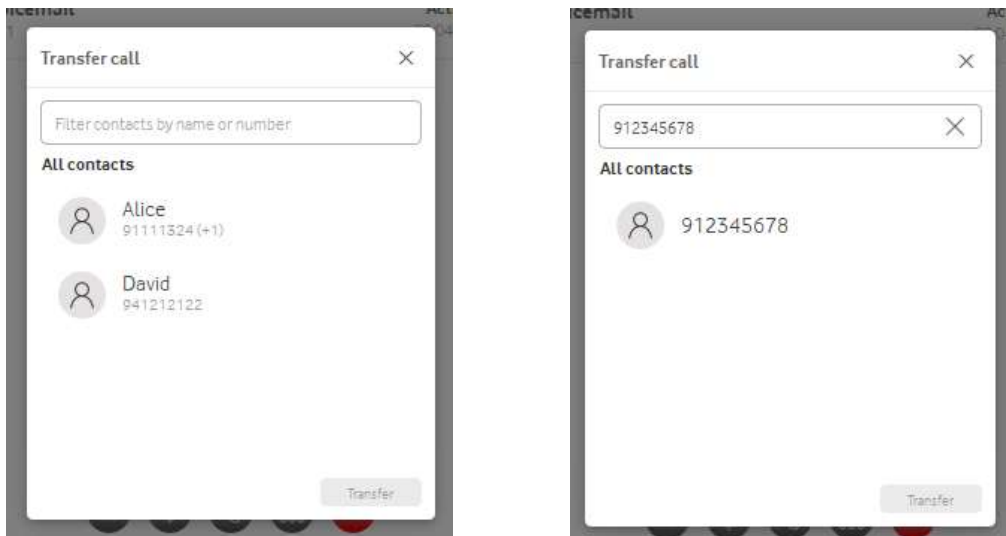 Transfer call
Filter contacts by name or number
All contacts
Alice
91111324 (+1)
David
941212122
Transfer
Transfer call
912345678
All contacts
912345678
Transfer